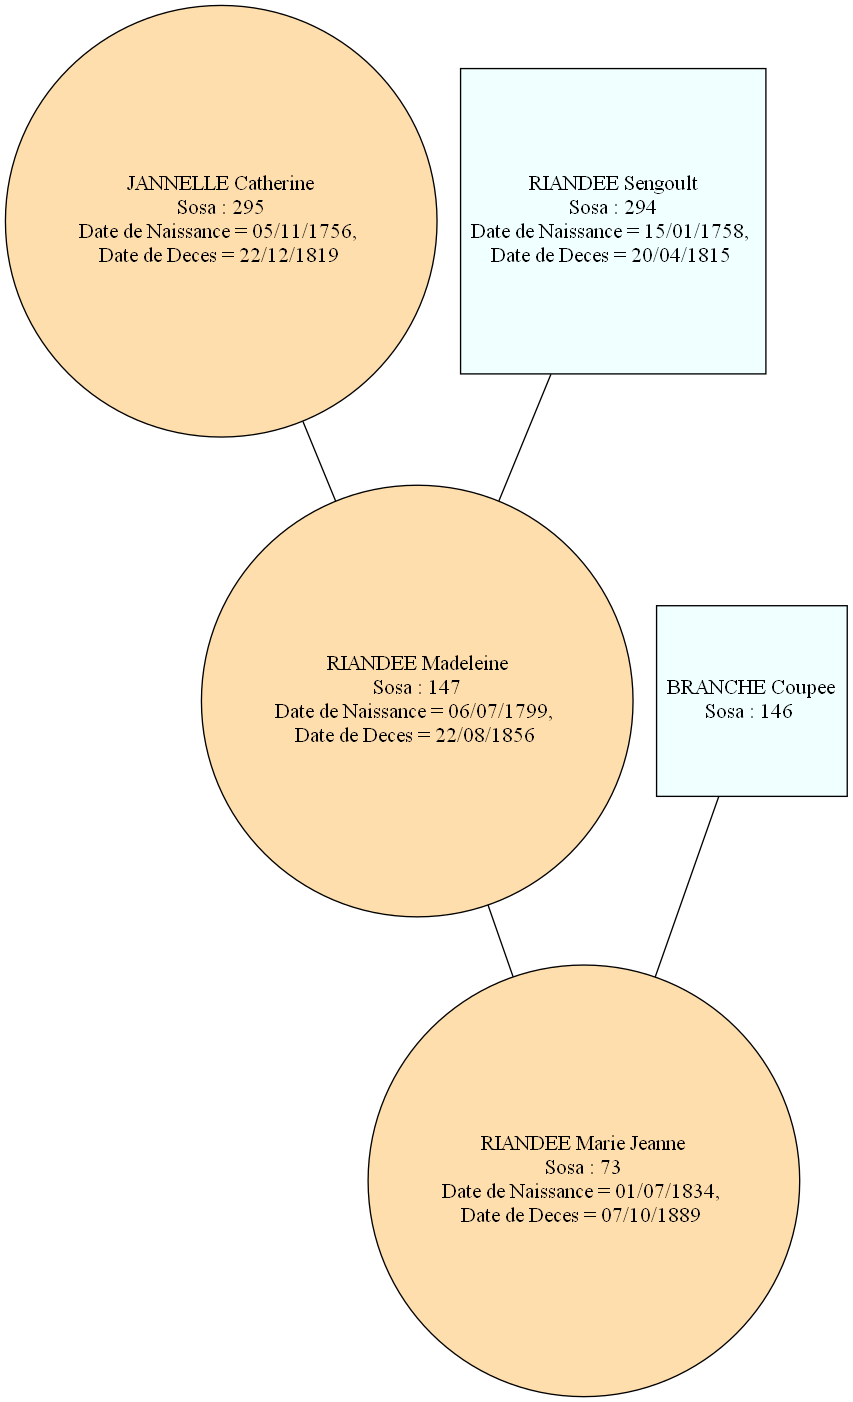 JANNELLE Catherine
Sosa : 295
Date de Naissance = 05/11/1756,
Date de Deces = 22/12/1819
RIANDEE Sengoult
Sosa : 294
Date de Naissance = 15/01/1758,
Date de Deces = 20/04/1815
RIANDEE Madeleine
Sosa : 147
Date de Naissance = 06/07/1799,
Date de Deces = 22/08/1856
BRANCHE Coupee
Sosa : 146
RIANDEE Marie Jeanne
Sosa : 73
Date de Naissance = 01/07/1834,
Date de Deces = 07/10/1889